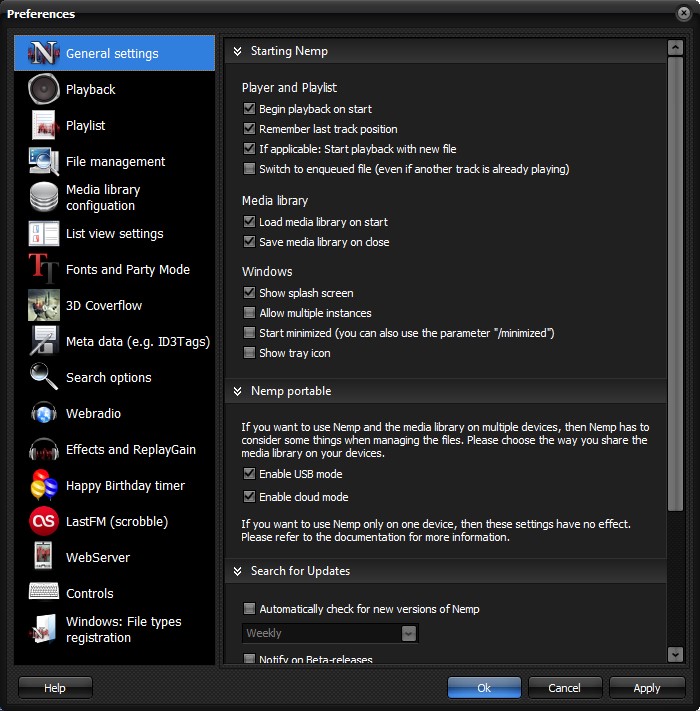 Preferences
General settings
Playback
Playlist
File management
Media library
configuation
List view settings
Fonts and Party Mode
3D Coverflow
Meta data (e.g. ID3Tags)
Search options
Webradio
Effects and ReplayGain
Happy Birthday timer
LastFM (scrobble)
WebServer
Controls
Windows: File types
registration
Starting Nemp
Player and Playlist
Begin playback on start
Remember last track position
If applicable: Start playback with new file
Switch to enqueued file (even if another track is already playing)
Media library
Load media library on start
Save media library on close
Windows
Show splash screen
Allow multiple instances
Start minimized (you can also use the parameter "/minimized")
Show tray icon
Nemp portable
If you want to use Nemp and the media library on multiple devices, then Nemp has to
consider some things when managing the files. Please choose the way you share the
media library on your devices.
Enable USB mode
Enable cloud mode
If you want to use Nemp only on one device, then these settings have no effect.
Please refer to the documentation for more information.
Search for Updates
Automatically check for new versions of Nemp
Weekly
Notify on Beta-releases
Help
Ok
Cancel
Apply